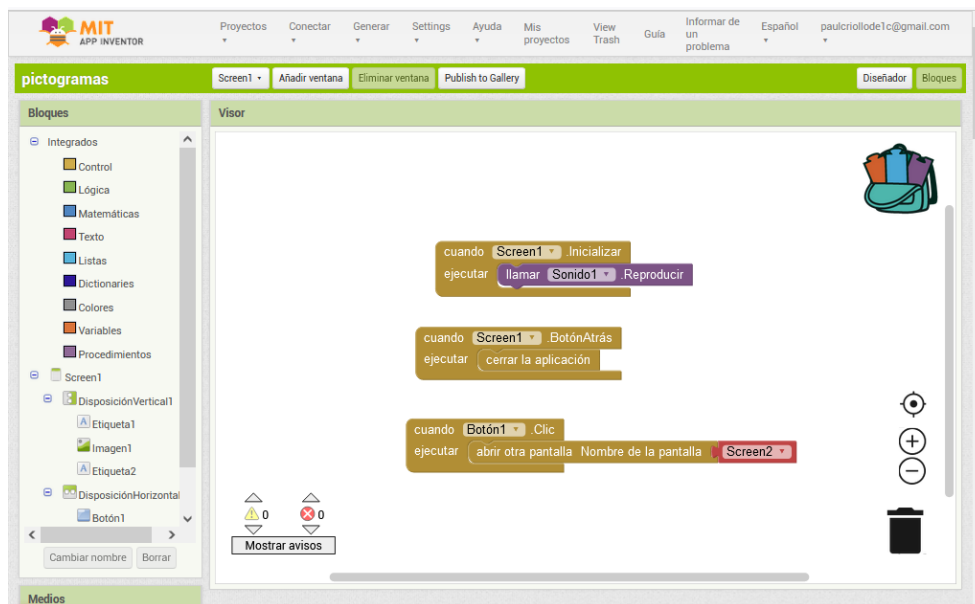 MIT
APP INVENTOR
Proyectos
Conectar
Generar
Settings
Ayuda
Mis
proyectos
View
Trash
Guía
Informar de
un
problema
Español
paulcriollode1c@gmail.com
pictogramas
Screen1
Añadir ventana
Eliminar ventana
Publish to Gallery
Diseñador
Bloques
Bloques
Integrados
Control
Lógica
Matemáticas
Texto
Listas
Dictionaries
Colores
Variables
Procedimientos
Screen1
DisposiciónVertical1
Etiqueta1
Imagen1
Etiqueta2
DisposiciónHorizontal
Botón1
Cambiar nombre
Borrar
Medios
Visor
cuando Screen1 .Inicializar
ejecutar llamar Sonido1 .Reproducir
cuando Screen1 .BotónAtrás
ejecutar cerrar la aplicación
cuando Botón1 .Clic
ejecutar abrir otra pantalla Nombre de la pantalla Screen2
0
0
Mostrar avisos